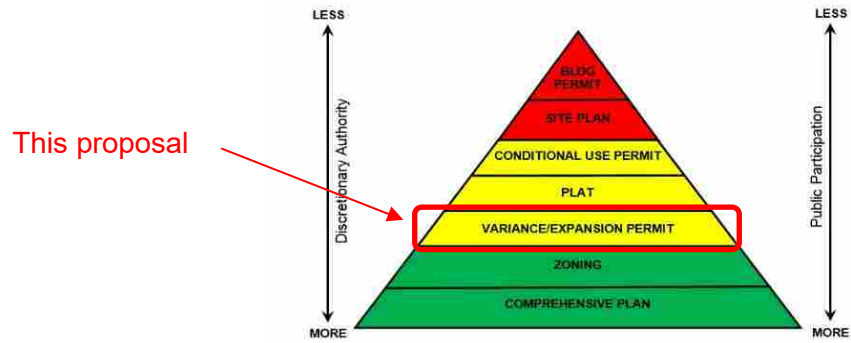 LESS
LESS
BLDG
PERMIT
SITE PLAN
This proposal
Discretionary Authority
Public Participation
CONDITIONAL USE PERMIT
PLAT
VARIANCE/EXPANSION PERMIT
ZONING
COMPREHENSIVE PLAN
MORE
MORE